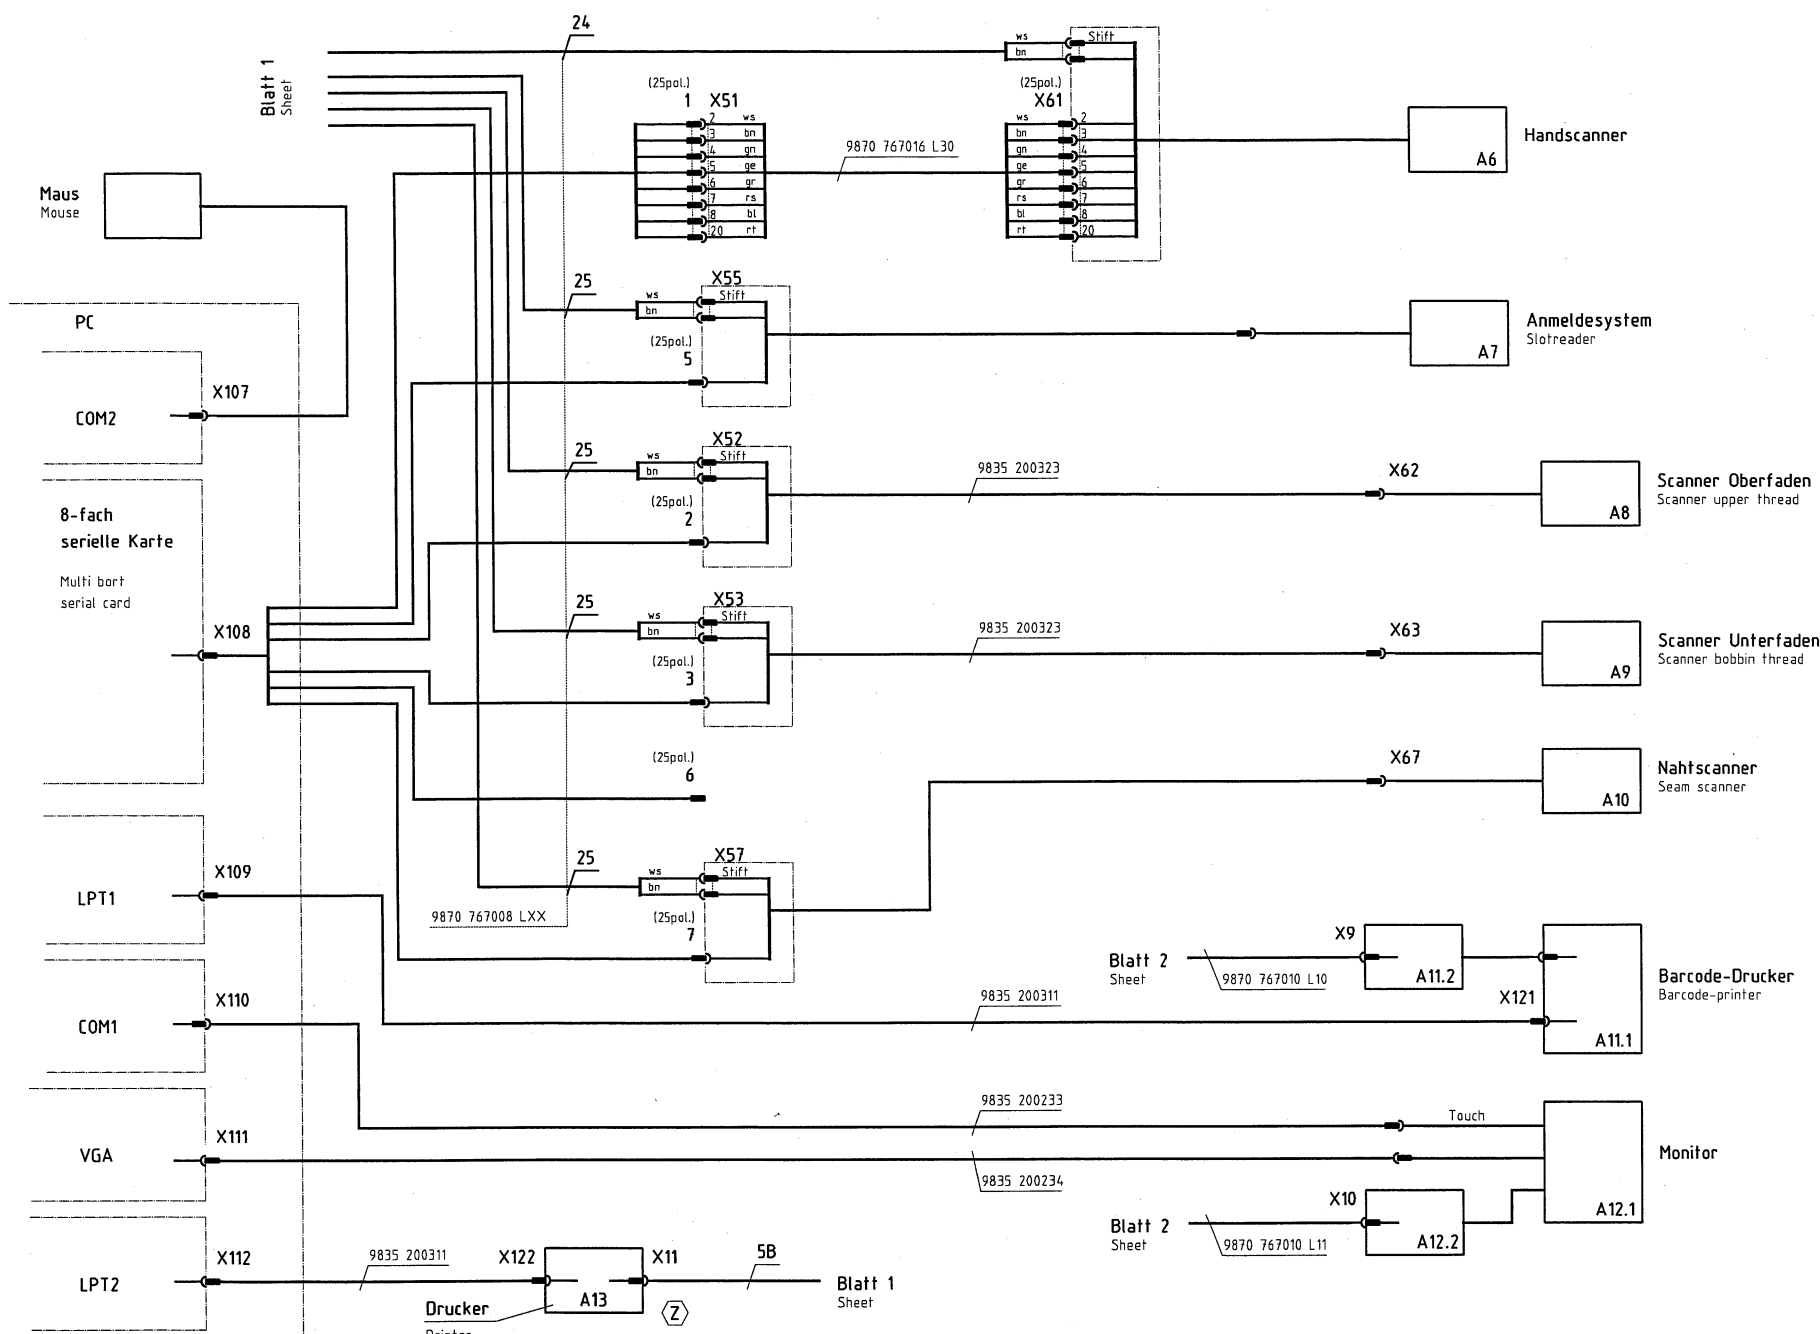 24
Blatt 1
Sheet
ws
bn
Stift
(25pol.)
1
X51
2 ws
3 bn
4 gn
5 ge
6 gr
7 rs
8 bl
20 rt
9870 767016 L30
(25pol.)
X61
ws 2
bn 3
gn 4
ge 5
gr 6
rs 7
bl 8
rt 20
A6
Handscanner
Maus
Mouse
PC
25
ws
bn
X55
Stift
(25pol.)
5
A7
Anmeldesystem
Slotreader
X107
COM2
25
ws
bn
X52
Stift
(25pol.)
2
9835 200323
X62
A8
Scanner Oberfaden
Scanner upper thread
8-fach
serielle Karte
Multi bort
serial card
X108
25
ws
bn
X53
Stift
(25pol.)
3
9835 200323
X63
A9
Scanner Unterfaden
Scanner bobbin thread
(25pol.)
6
X67
A10
Nahtscanner
Seam scanner
X109
LPT1
25
ws
bn
X57
Stift
(25pol.)
7
9870 767008 LXX
Blatt 2
Sheet
9870 767010 L10
X9
A11.2
X121
A11.1
Barcode-Drucker
Barcode-printer
X110
COM1
9835 200311
9835 200233
Touch
X111
VGA
9835 200234
Monitor
A12.1
Blatt 2
Sheet
9870 767010 L11
X10
A12.2
X112
LPT2
9835 200311
X122
A13
X11
5B
Blatt 1
Sheet
Drucker
Z